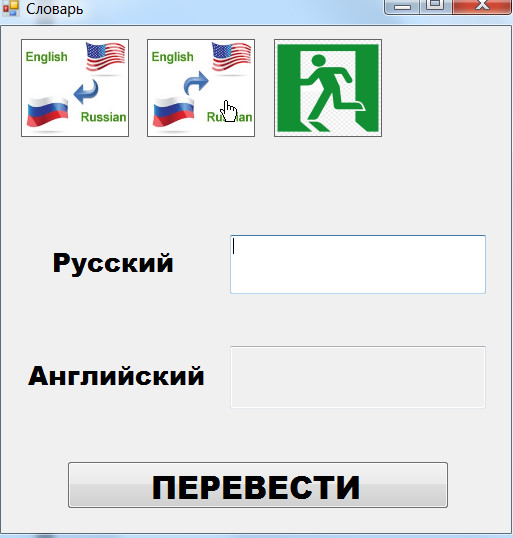 Словарь
English
Russian
English
Russian
Русский
Английский
ПЕРЕВЕСТИ